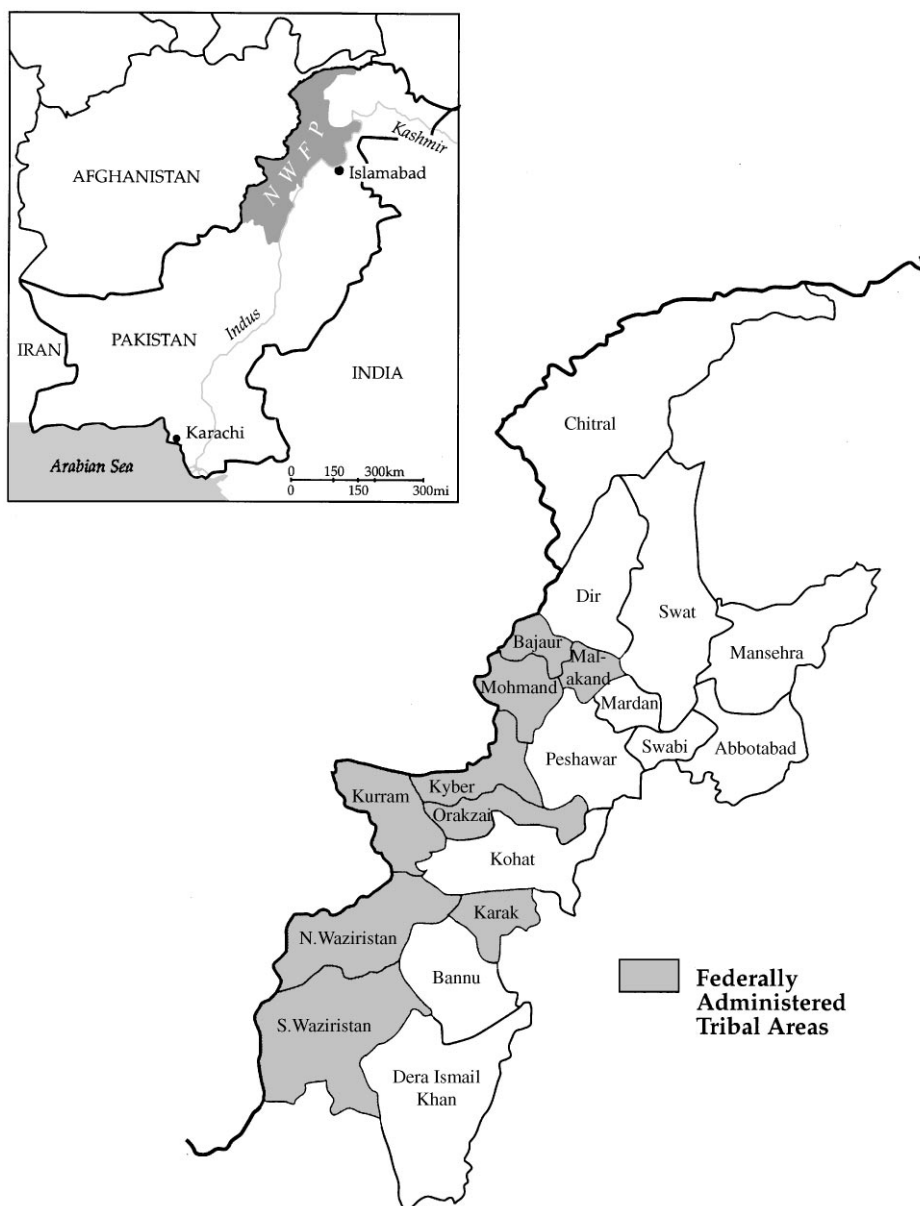 AFGHANISTAN
NWFP
Kashmir
Islamabad
IRAN
PAKISTAN
Indus
INDIA
Karachi
Arabian Sea
0 150 300km
0 150 300mi
Chitral
Dir
Swat
Bajaur
Mal-
akand
Mansehra
Mohmand
Mardan
Swabi
Abbotabad
Peshawar
Kurram
Kyber
Orakzai
Kohat
Karak
N.Waziristan
Bannu
S.Waziristan
Dera Ismail
Khan
Federally
Administered
Tribal Areas